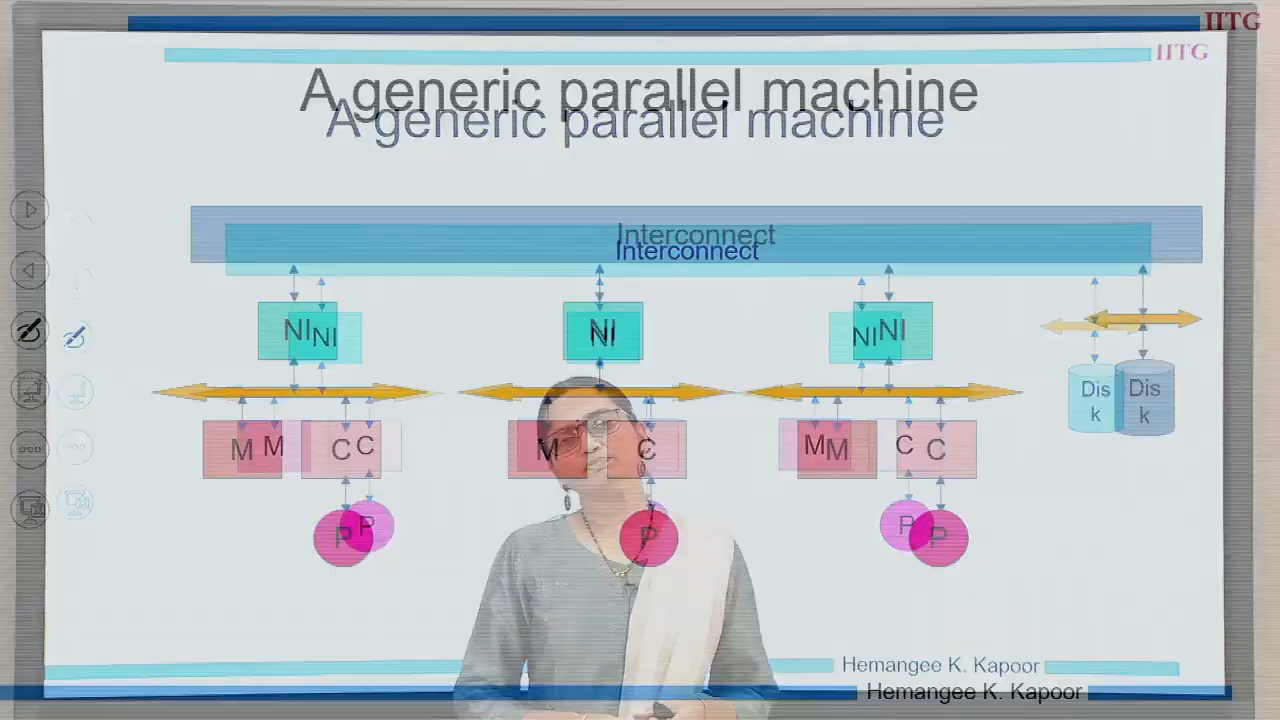 IITG
IITG
A generic parallel machine
A generic parallel machine
Interconnect
Interconnect
NI NI NI NI NI NI
M M C C M C M M C C
Dis
k
Dis
k
P P P P P
Hemangee K. Kapoor
Hemangee K. Kapoor